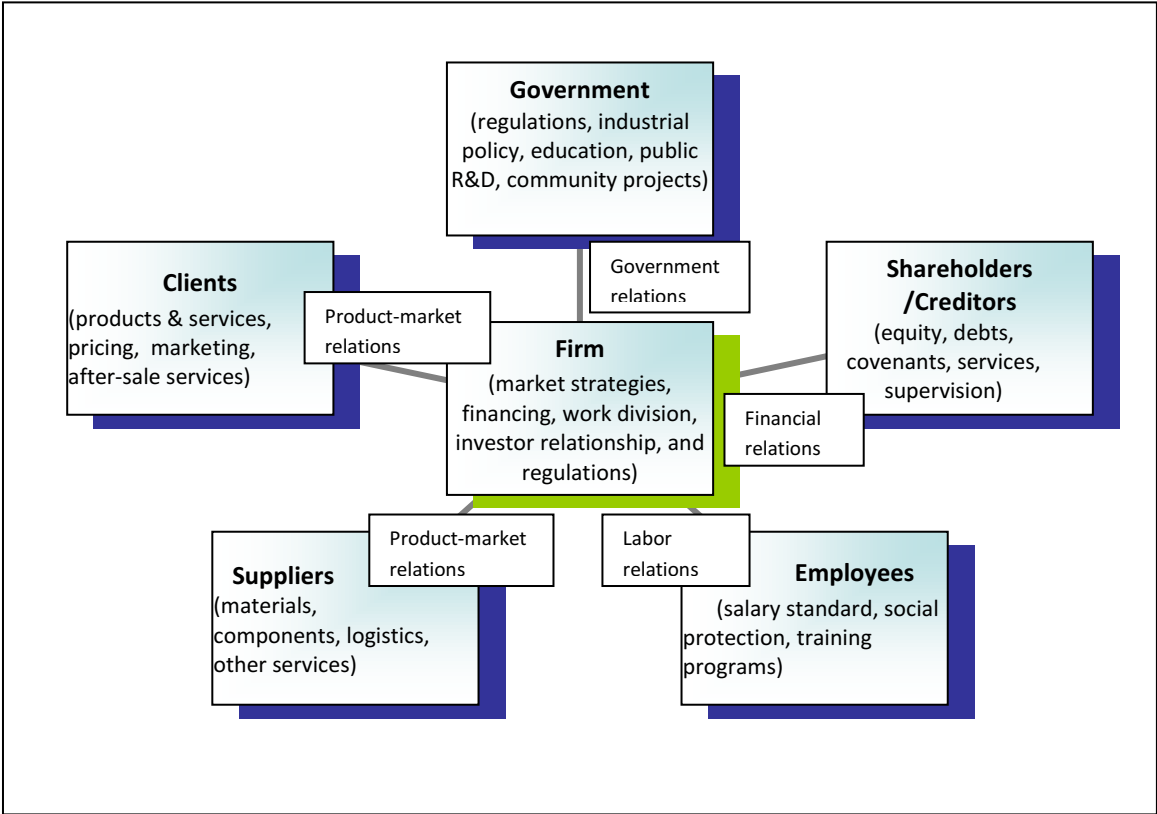 Government
(regulations, industrial
policy, education, public
R&D, community projects)
Government
relations
Clients
(products & services,
pricing,  marketing,
after-sale services)
Product-market
relations
Shareholders
/Creditors
(equity, debts,
covenants, services,
supervision)
Firm
(market strategies,
financing, work division,
investor relationship, and
regulations)
Financial
relations
Product-market
relations
Suppliers
(materials,
components, logistics,
other services)
Labor
relations
Employees
(salary standard, social
protection, training
programs)